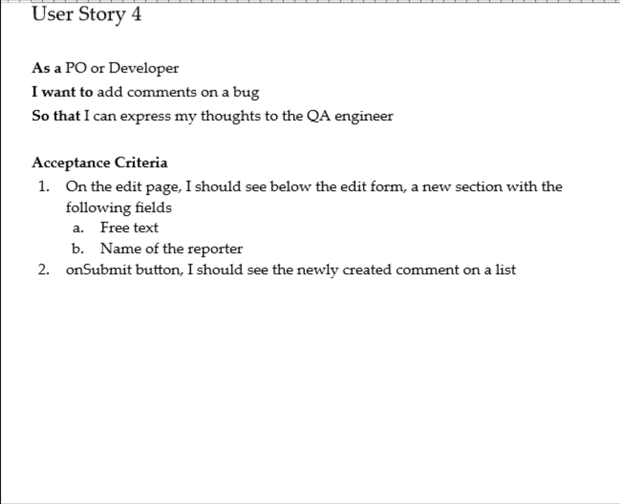 User Story 4
As a PO or Developer
I want to add comments on a bug
So that I can express my thoughts to the QA engineer
Acceptance Criteria
1. On the edit page, I should see below the edit form, a new section with the
following fields
a. Free text
b. Name of the reporter
2. onSubmit button, I should see the newly created comment on a list